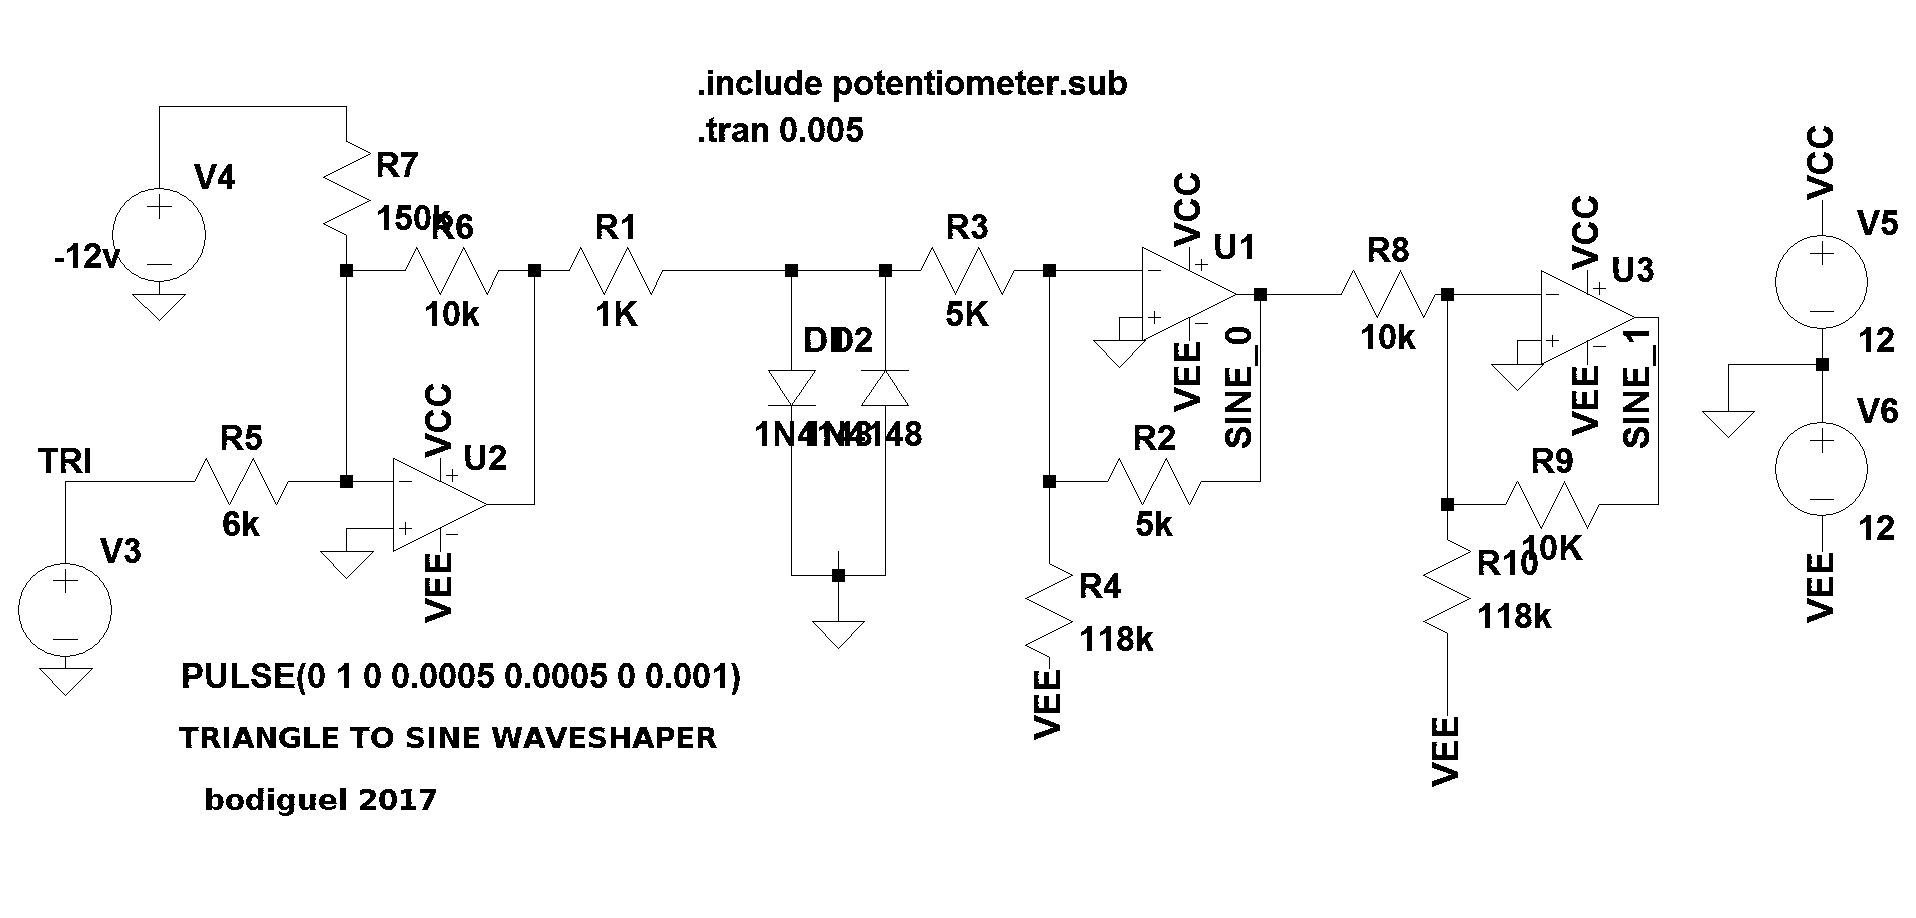 .include potentiometer.sub
.tran 0.005
V4
-12v
R7
150k
R6
10k
R1
1K
D1
D2
1N4148
1N4148
R3
5K
VCC
U1
VEE
SINE_0
R2
5k
R4
118k
VEE
R8
10k
VCC
U3
VEE
SINE_1
R9
10K
R10
118k
VEE
VCC
V5
12
V6
12
VEE
TRI
R5
6k
VCC
U2
VEE
V3
PULSE(0 1 0 0.0005 0.0005 0 0.001)
TRIANGLE TO SINE WAVESHAPER
bodiguel 2017